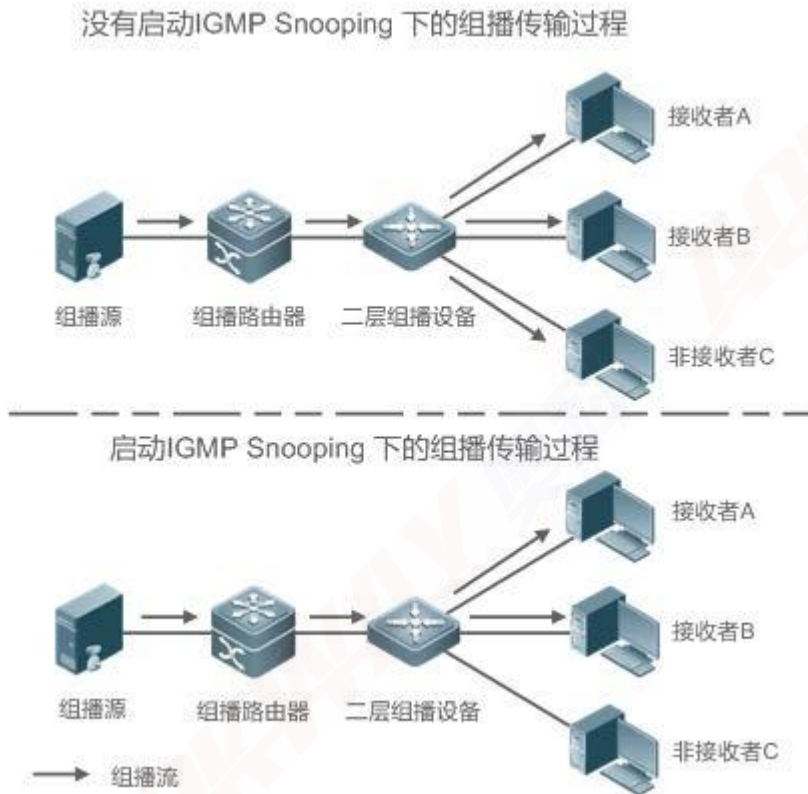 没有启动IGMP Snooping 下的组播传输过程
接收者A
接收者B
组播源
组播路由器
二层组播设备
非接收者C
启动IGMP Snooping 下的组播传输过程
接收者A
接收者B
组播源
组播路由器
二层组播设备
非接收者C
组播流